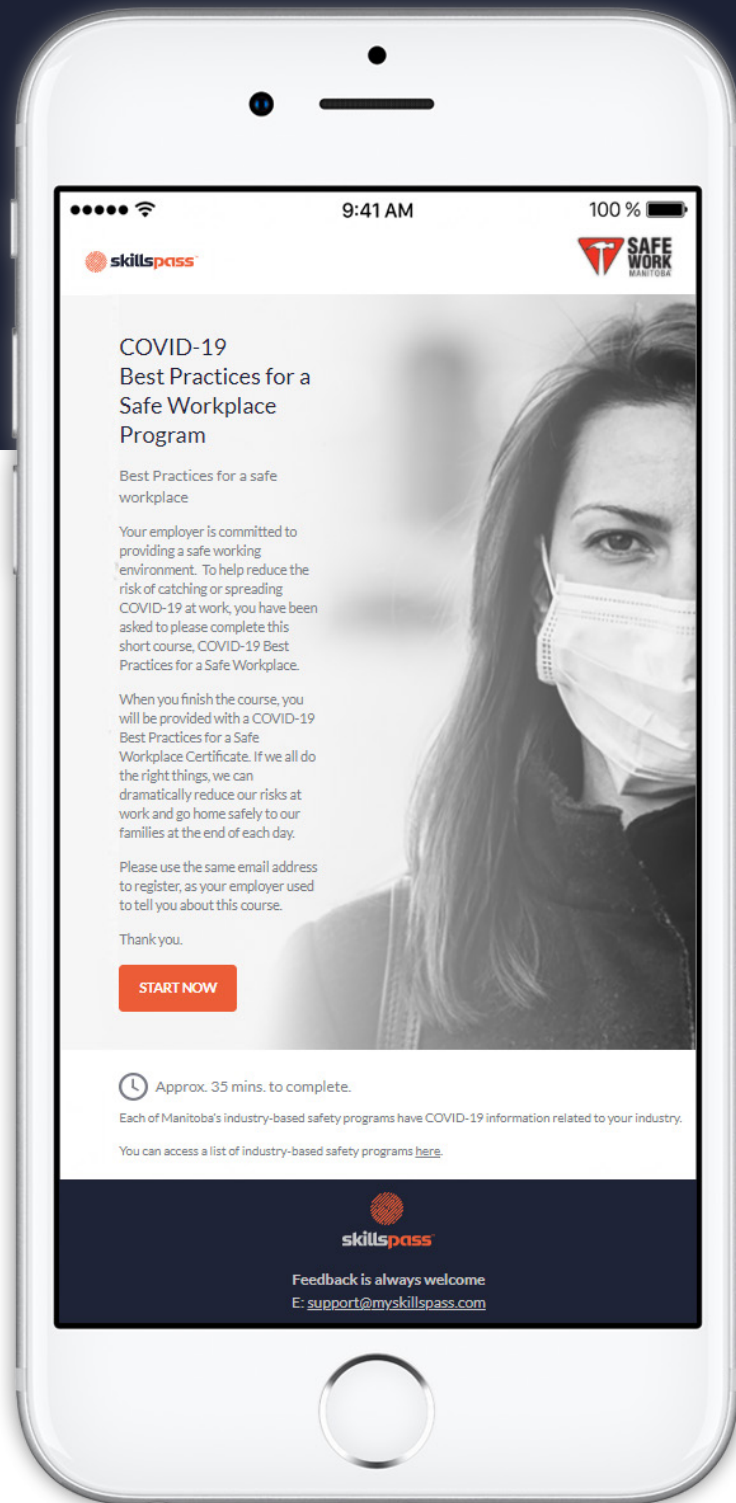 9:41 AM
100 %
skillspass
SAFE
WORK
MANITOBA
COVID-19
Best Practices for a
Safe Workplace
Program
Best Practices for a safe
workplace
Your employer is committed to
providing a safe working
environment. To help reduce the
risk of catching or spreading
COVID-19 at work, you have been
asked to please complete this
short course, COVID-19 Best
Practices for a Safe Workplace.
When you finish the course, you
will be provided with a COVID-19
Best Practices for a Safe
Workplace Certificate. If we all do
the right things, we can
dramatically reduce our risks at
work and go home safely to our
families at the end of each day.
Please use the same email address
to register, as your employer used
to tell you about this course.
Thank you.
START NOW
Approx. 35 mins. to complete.
Each of Manitoba's industry-based safety programs have COVID-19 information related to your industry.
You can access a list of industry-based safety programs here.
skillspass
Feedback is always welcome
E: support@myskillspass.com